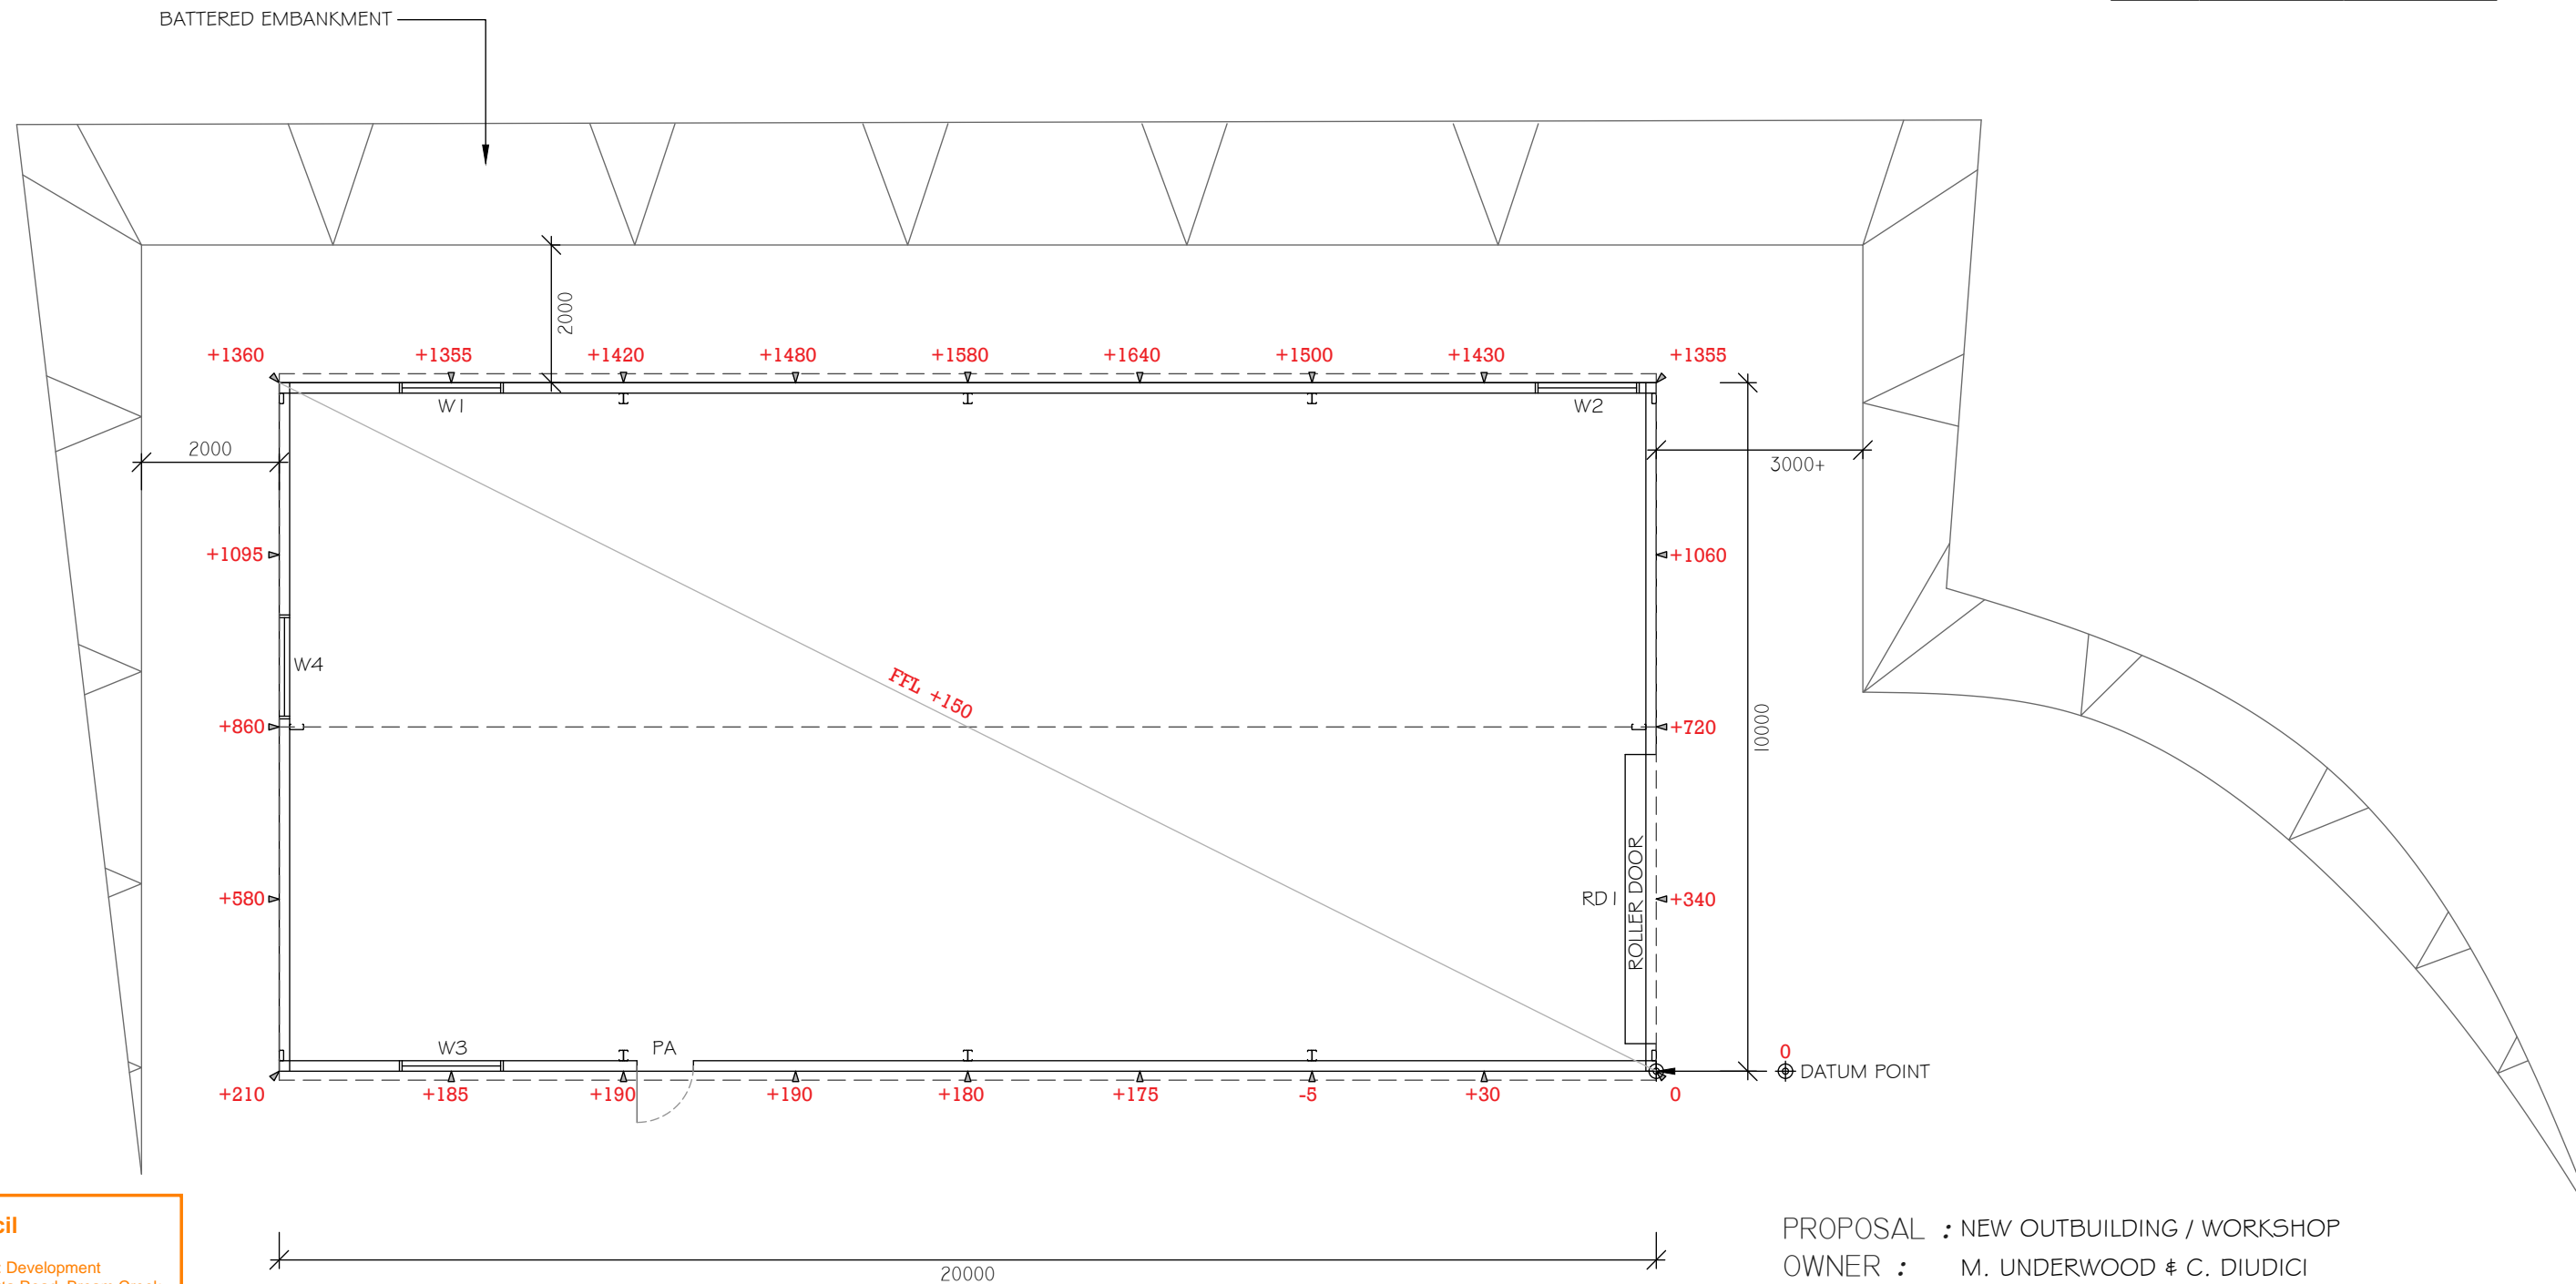 BATTERED EMBANKMENT
2000
+1360 +1355 +1420 +1480 +1580 +1640 +1500 +1430 +1355
W1 W2
2000
3000+
+1095 +1060
W4
FFL +150
+860 +720
10000
ROLLER DOOR
RD1
+580 +340
W3 PA
0
DATUM POINT
+210 +185 +190 +190 +180 +175 -5 +30 0
20000
PROPOSAL : NEW OUTBUILDING / WORKSHOP
OWNER : M. UNDERWOOD & C. DIUDICI
Development